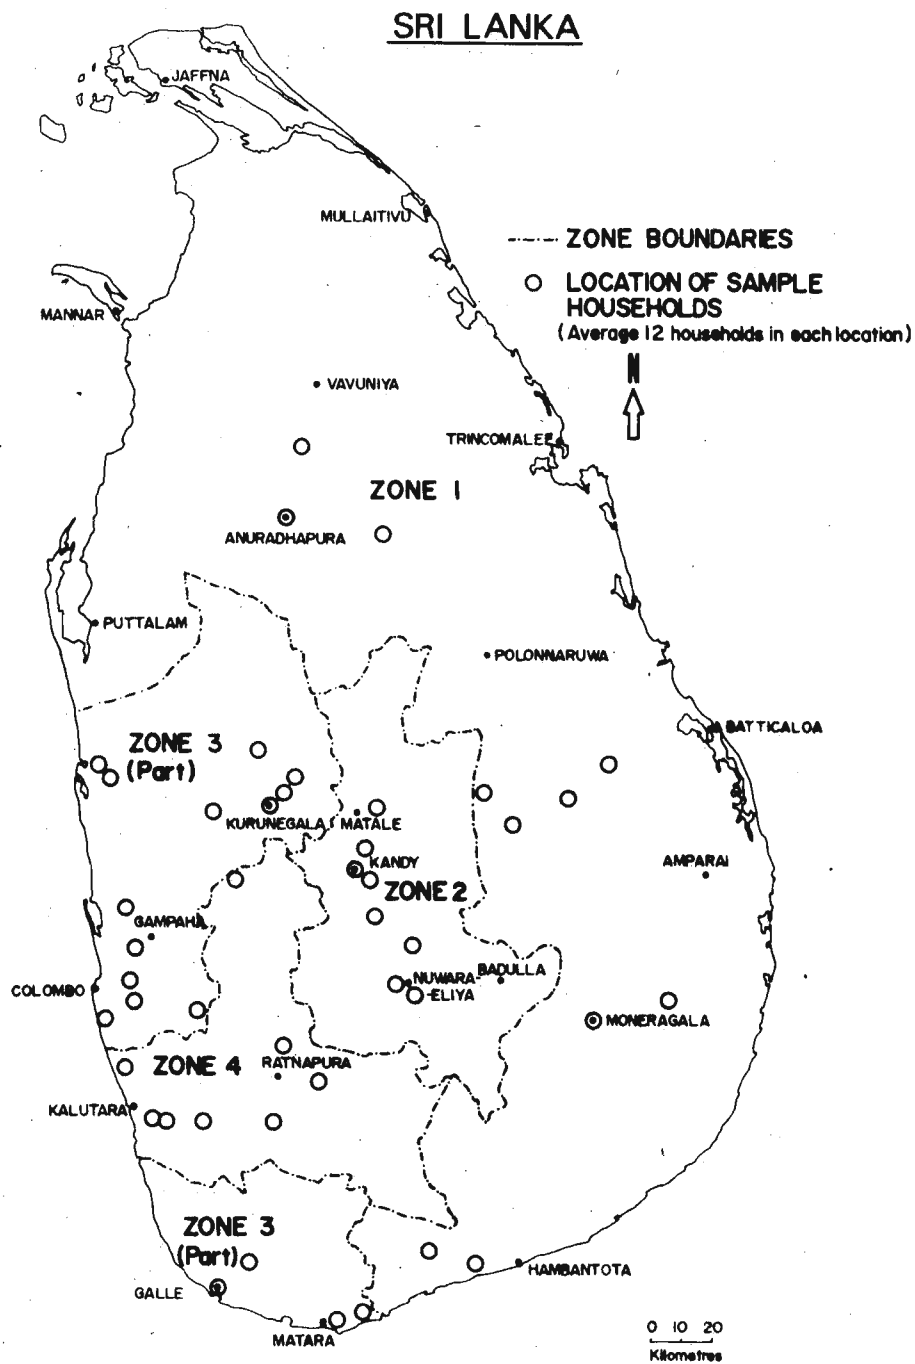 SRI LANKA
JAFFNA
MULLAITIVU
ZONE BOUNDARIES
LOCATION OF SAMPLE
HOUSEHOLDS
(Average 12 households in each location)
N
MANNAR
VAVUNIYA
TRINCOMALEE
ZONE 1
ANURADHAPURA
PUTTALAM
POLONNARUWA
BATTICALOA
ZONE 3
(Part)
KURUNEGALA
MATALE
KANDY
AMPARAI
ZONE 2
GAMPAHA
COLOMBO
NUWARA-
-ELIYA
BADULLA
MONERAGALA
ZONE 4
RATNAPURA
KALUTARA
ZONE 3
(Part)
GALLE
HAMBANTOTA
MATARA
0 10 20
Kilometres